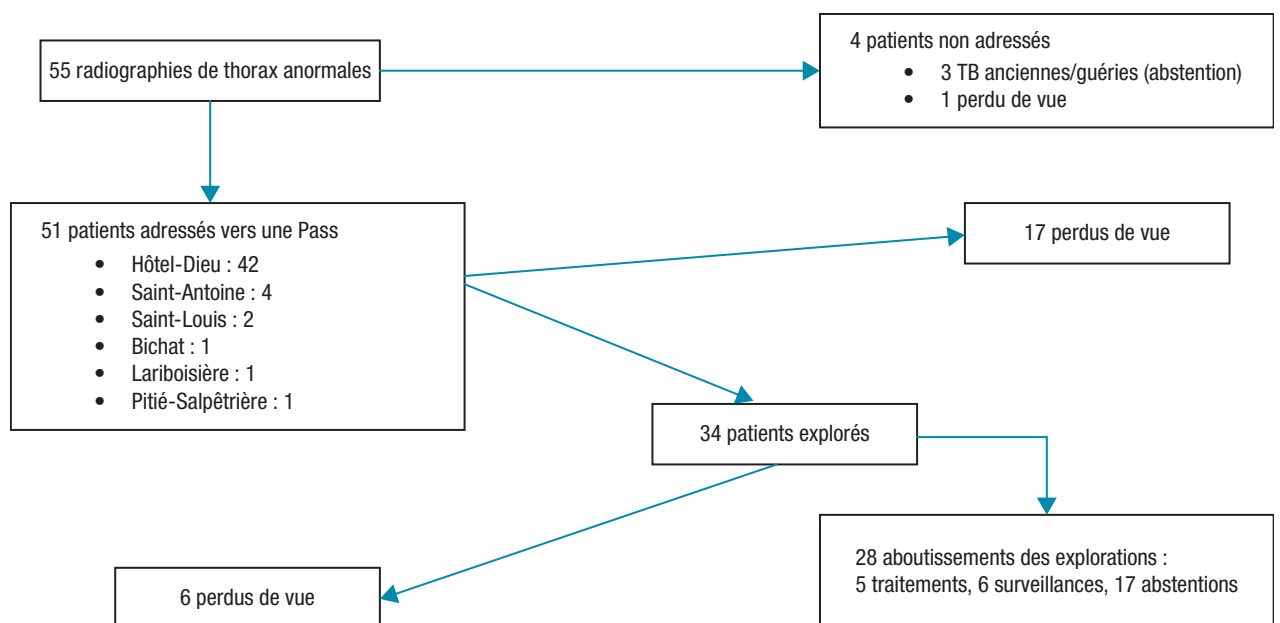 55 radiographies de thorax anormales
4 patients non adressés
• 3 TB anciennes/guéries (abstention)
• 1 perdu de vue
51 patients adressés vers une Pass
• Hôtel-Dieu : 42
• Saint-Antoine : 4
• Saint-Louis : 2
• Bichat : 1
• Lariboisière : 1
• Pitié-Salpêtrière : 1
17 perdus de vue
34 patients explorés
6 perdus de vue
28 aboutissements des explorations :
5 traitements, 6 surveillances, 17 abstentions